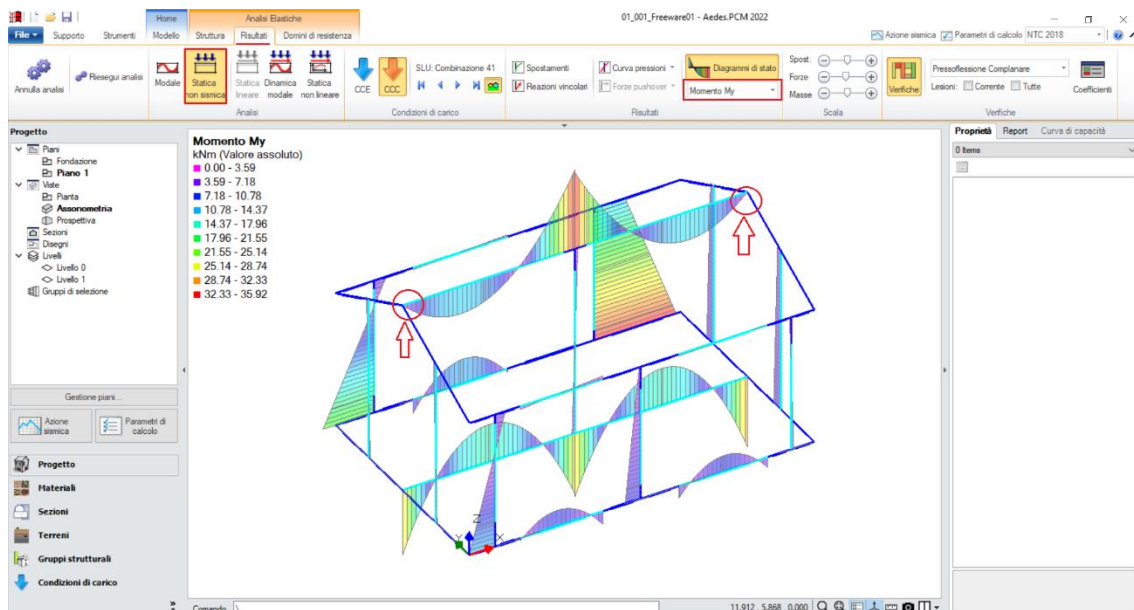 01_001_Freeware01 - Aedes.PCM 2022
Home
Analisi Elastiche
File
Supporto
Strumenti
Modello
Struttura
Risultati
Domini di resistenza
Azione sismica
Parametri di calcolo
NTC 2018
Annulla analisi
Riesegui analisi
Modale
Statica non sismica
Statica lineare
Dinamica modale
Statica non lineare
Analisi
CCE
CCC
SLU: Combinazione 41
Condizioni di carico
Spostamenti
Reazioni vincolari
Curva pressioni
Forze pushover
Diagrammi di stato
Momento My
Risultati
Spost.
Forze
Masse
Scala
Verifiche
Pressoflessione Complanare
Lesioni:
Corrente
Tutte
Coefficienti
Verifiche
Progetto
Piani
Fondazione
Piano 1
Viste
Pianta
Assonometria
Prospettiva
Sezioni
Disegni
Livelli
Livello 0
Livello 1
Gruppi di selezione
Gestione piani...
Azione sismica
Parametri di calcolo
Progetto
Materiali
Sezioni
Terreni
Gruppi strutturali
Condizioni di carico
Momento My
kNm (Valore assoluto)
0.00 - 3.59
3.59 - 7.18
7.18 - 10.78
10.78 - 14.37
14.37 - 17.96
17.96 - 21.55
21.55 - 25.14
25.14 - 28.74
28.74 - 32.33
32.33 - 35.92
Z
Y
X
Proprietà
Report
Curva di capacità
0 Items
Comando
11.912 5.868 0.000